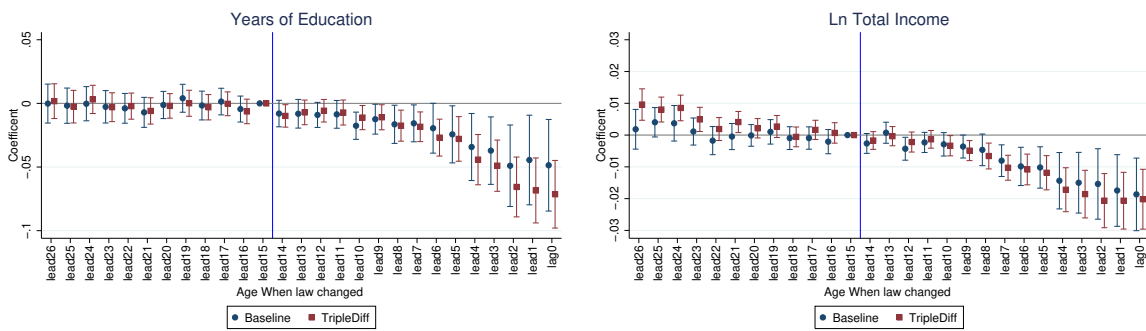 Years of Education
Coefficent
.05
0
-.05
-.1
lead26
lead25
lead24
lead23
lead22
lead21
lead20
lead19
lead18
lead17
lead16
lead15
lead14
lead13
lead12
lead11
lead10
lead9
lead8
lead7
lead6
lead5
lead4
lead3
lead2
lead1
lag0
Age When law changed
Baseline TripleDiff
Ln Total Income
Coefficent
.03
.02
.01
0
-.01
-.02
-.03
lead26
lead25
lead24
lead23
lead22
lead21
lead20
lead19
lead18
lead17
lead16
lead15
lead14
lead13
lead12
lead11
lead10
lead9
lead8
lead7
lead6
lead5
lead4
lead3
lead2
lead1
lag0
Age When law changed
Baseline TripleDiff